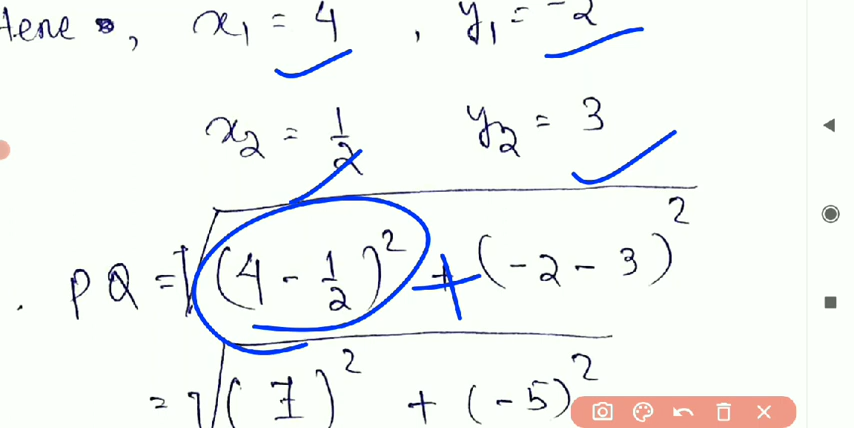 Here , x₁ = 4 , y₁ = -2
x₂ = 1/2 y₂ = 3
PQ = √(4 - 1/2)² + (-2 - 3)²
= √(7)² + (-5)²